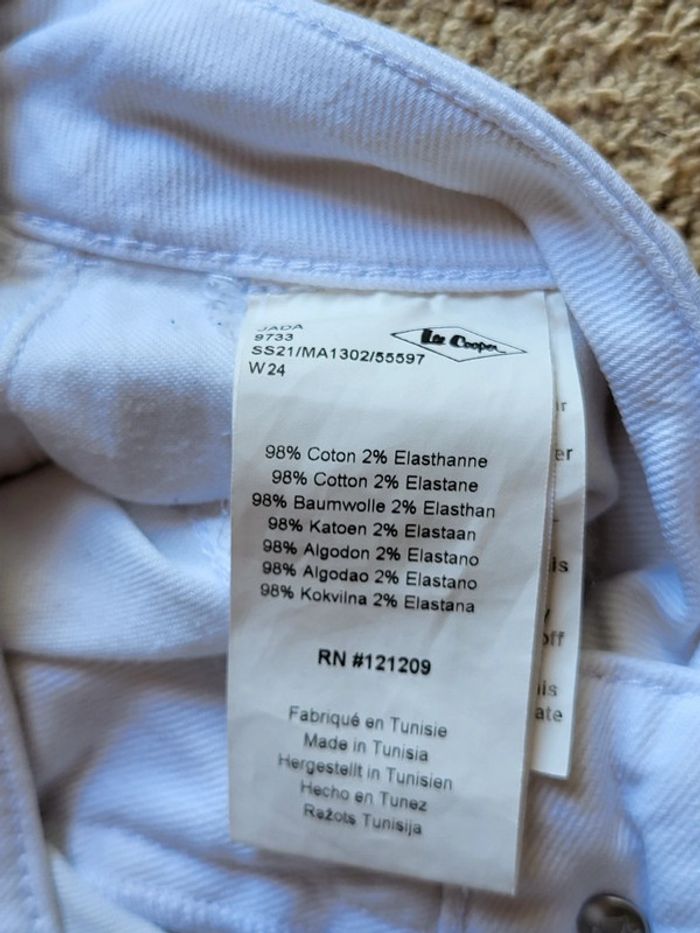 JADA
9733
SS21/MA1302/55597
W24
Lee Cooper
98% Coton 2% Elasthanne
98% Cotton 2% Elastane
98% Baumwolle 2% Elasthan
98% Katoen 2% Elastaan
98% Algodon 2% Elastano
98% Algodao 2% Elastano
98% Kokvilna 2% Elastana
RN #121209
Fabriqué en Tunisie
Made in Tunisia
Hergestellt in Tunisien
Hecho en Tunez
Ražots Tunisija